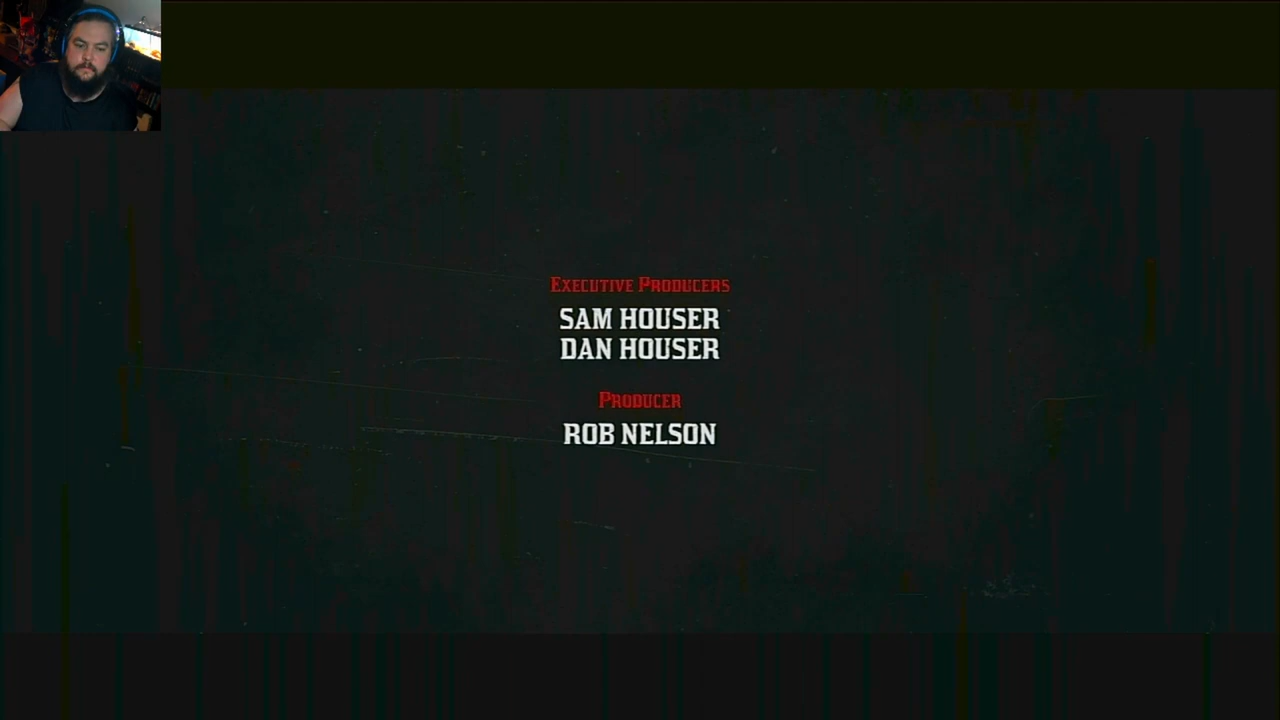 Executive Producers
SAM HOUSER
DAN HOUSER
Producer
ROB NELSON